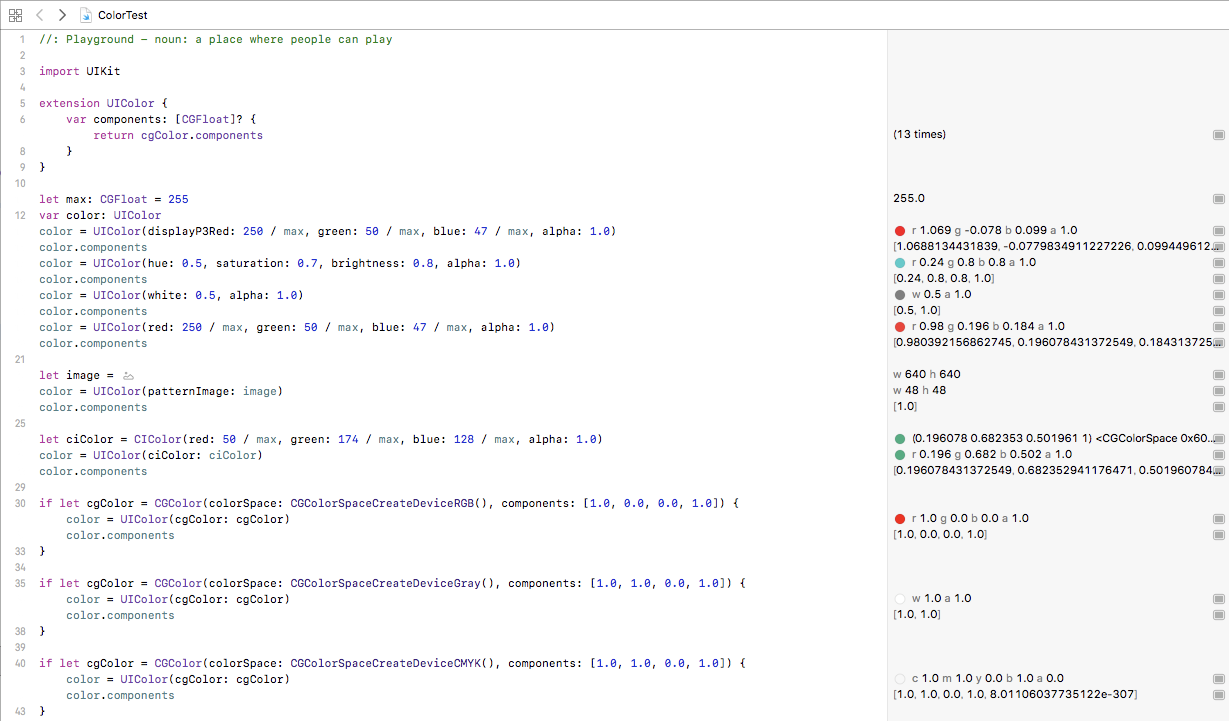 ColorTest
1 //: Playground – noun: a place where people can play
2
3 import UIKit
4
5 extension UIColor {
6 var components: [CGFloat]? {
return cgColor.components (13 times)
8 }
9 }
10
let max: CGFloat = 255 255.0
12 var color: UIColor
color = UIColor(displayP3Red: 250 / max, green: 50 / max, blue: 47 / max, alpha: 1.0) r 1.069 g -0.078 b 0.099 a 1.0
color.components [1.0688134431839, -0.0779834911227226, 0.099449612...
color = UIColor(hue: 0.5, saturation: 0.7, brightness: 0.8, alpha: 1.0) r 0.24 g 0.8 b 0.8 a 1.0
color.components [0.24, 0.8, 0.8, 1.0]
color = UIColor(white: 0.5, alpha: 1.0) w 0.5 a 1.0
color.components [0.5, 1.0]
color = UIColor(red: 250 / max, green: 50 / max, blue: 47 / max, alpha: 1.0) r 0.98 g 0.196 b 0.184 a 1.0
color.components [0.980392156862745, 0.196078431372549, 0.184313725...
21
let image = w 640 h 640
color = UIColor(patternImage: image) w 48 h 48
color.components [1.0]
25
let ciColor = CIColor(red: 50 / max, green: 174 / max, blue: 128 / max, alpha: 1.0) (0.196078 0.682353 0.501961 1) <CGColorSpace 0x60...
color = UIColor(ciColor: ciColor) r 0.196 g 0.682 b 0.502 a 1.0
color.components [0.196078431372549, 0.682352941176471, 0.501960784...
29
30 if let cgColor = CGColor(colorSpace: CGColorSpaceCreateDeviceRGB(), components: [1.0, 0.0, 0.0, 1.0]) {
color = UIColor(cgColor: cgColor) r 1.0 g 0.0 b 0.0 a 1.0
color.components [1.0, 0.0, 0.0, 1.0]
33 }
34
35 if let cgColor = CGColor(colorSpace: CGColorSpaceCreateDeviceGray(), components: [1.0, 1.0, 0.0, 1.0]) {
color = UIColor(cgColor: cgColor) w 1.0 a 1.0
color.components [1.0, 1.0]
38 }
39
40 if let cgColor = CGColor(colorSpace: CGColorSpaceCreateDeviceCMYK(), components: [1.0, 1.0, 0.0, 1.0]) {
color = UIColor(cgColor: cgColor) c 1.0 m 1.0 y 0.0 b 1.0 a 0.0
color.components [1.0, 1.0, 0.0, 1.0, 8.01106037735122e-307]
43 }